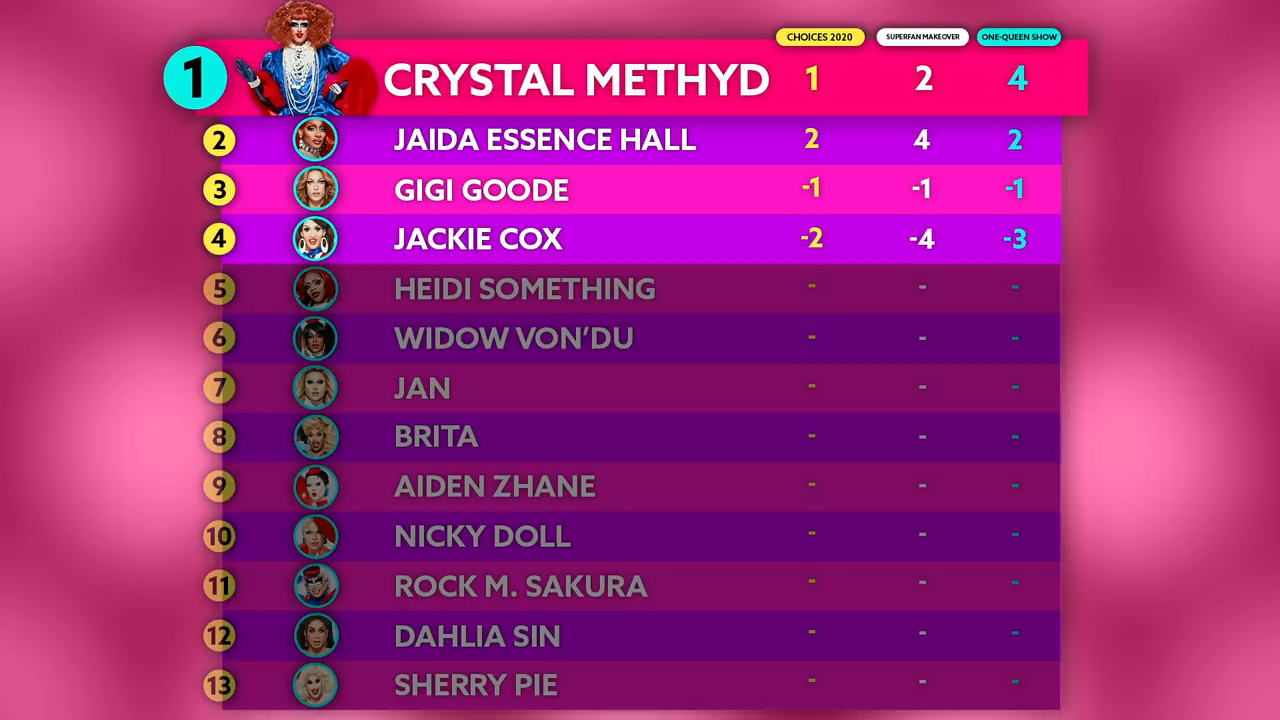 CHOICES 2020 SUPERFAN MAKEOVER ONE-QUEEN SHOW
1 CRYSTAL METHYD 1 2 4
2 JAIDA ESSENCE HALL 2 4 2
3 GIGI GOODE -1 -1 -1
4 JACKIE COX -2 -4 -3
5 HEIDI SOMETHING - - -
6 WIDOW VON'DU - - -
7 JAN - - -
8 BRITA - - -
9 AIDEN ZHANE - - -
10 NICKY DOLL - - -
11 ROCK M. SAKURA - - -
12 DAHLIA SIN - - -
13 SHERRY PIE - - -